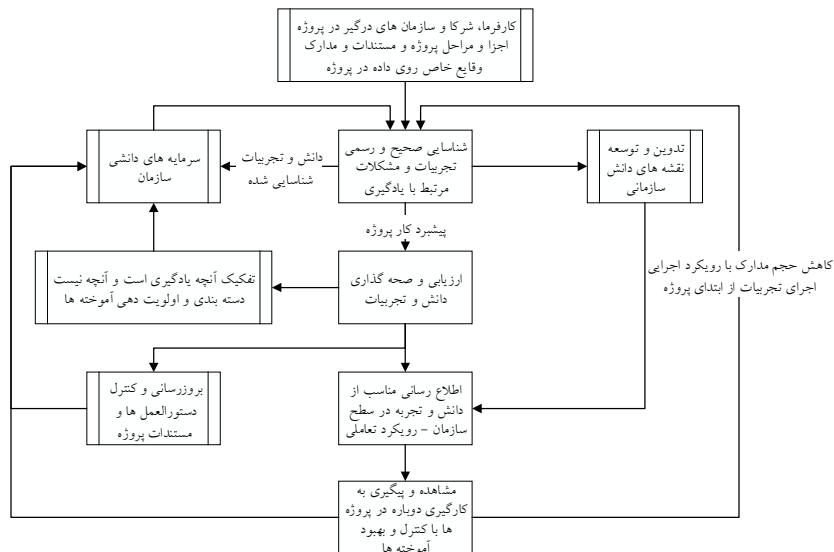 کارفرما، شرکا و سازمان های درگیر در پروژه
اجزا و مراحل پروژه و مستندات و مدارک
وقایع خاص روی داده در پروژه
سرمایه های دانشی
سازمان
دانش و تجربیات
شناسایی شده
شناسایی صحیح و رسمی
تجربیات و مشکلات
مرتبط با یادگیری
تدوین و توسعه
نقشه های دانش
سازمانی
پیشبرد کار پروژه
تفکیک آنچه یادگیری است و آنچه نیست
دسته بندی و اولویت دهی آموخته ها
ارزیابی و صحه گذاری
دانش و تجربیات
کاهش حجم مدارک با رویکرد اجرایی
اجرای تجربیات از ابتدای پروژه
بروزرسانی و کنترل
دستورالعمل ها و
مستندات پروژه
اطلاع رسانی مناسب از
دانش و تجربه در سطح
سازمان – رویکرد تعاملی
مشاهده و پیگیری به
کارگیری دوباره در پروژه
ها با کنترل و بهبود
آموخته ها